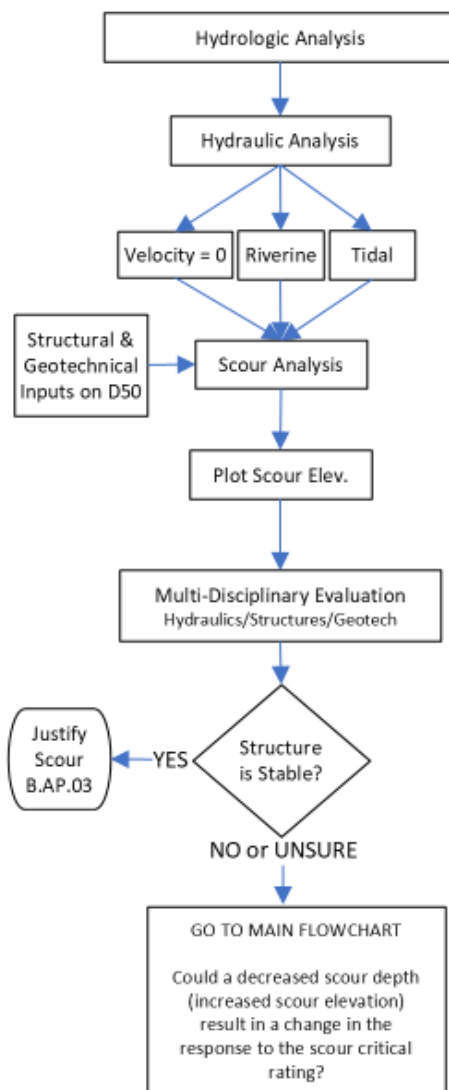 Hydrologic Analysis
Hydraulic Analysis
Velocity = 0
Riverine
Tidal
Structural &
Geotechnical
Inputs on D50
Scour Analysis
Plot Scour Elev.
Multi-Disciplinary Evaluation
Hydraulics/Structures/Geotech
Justify
Scour
B.AP.03
YES
Structure
is Stable?
NO or UNSURE
GO TO MAIN FLOWCHART
Could a decreased scour depth
(increased scour elevation)
result in a change in the
response to the scour critical
rating?